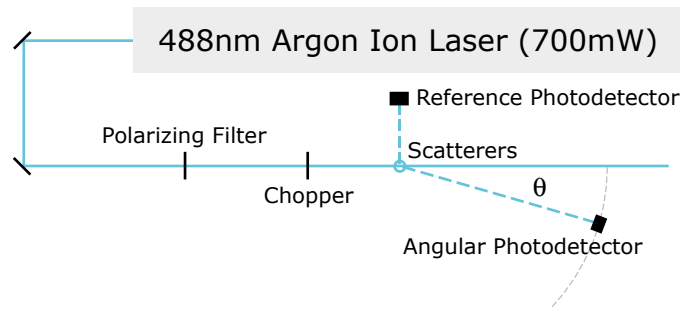 488nm Argon Ion Laser (700mW)
Reference Photodetector
Polarizing Filter
Scatterers
Chopper
θ
Angular Photodetector